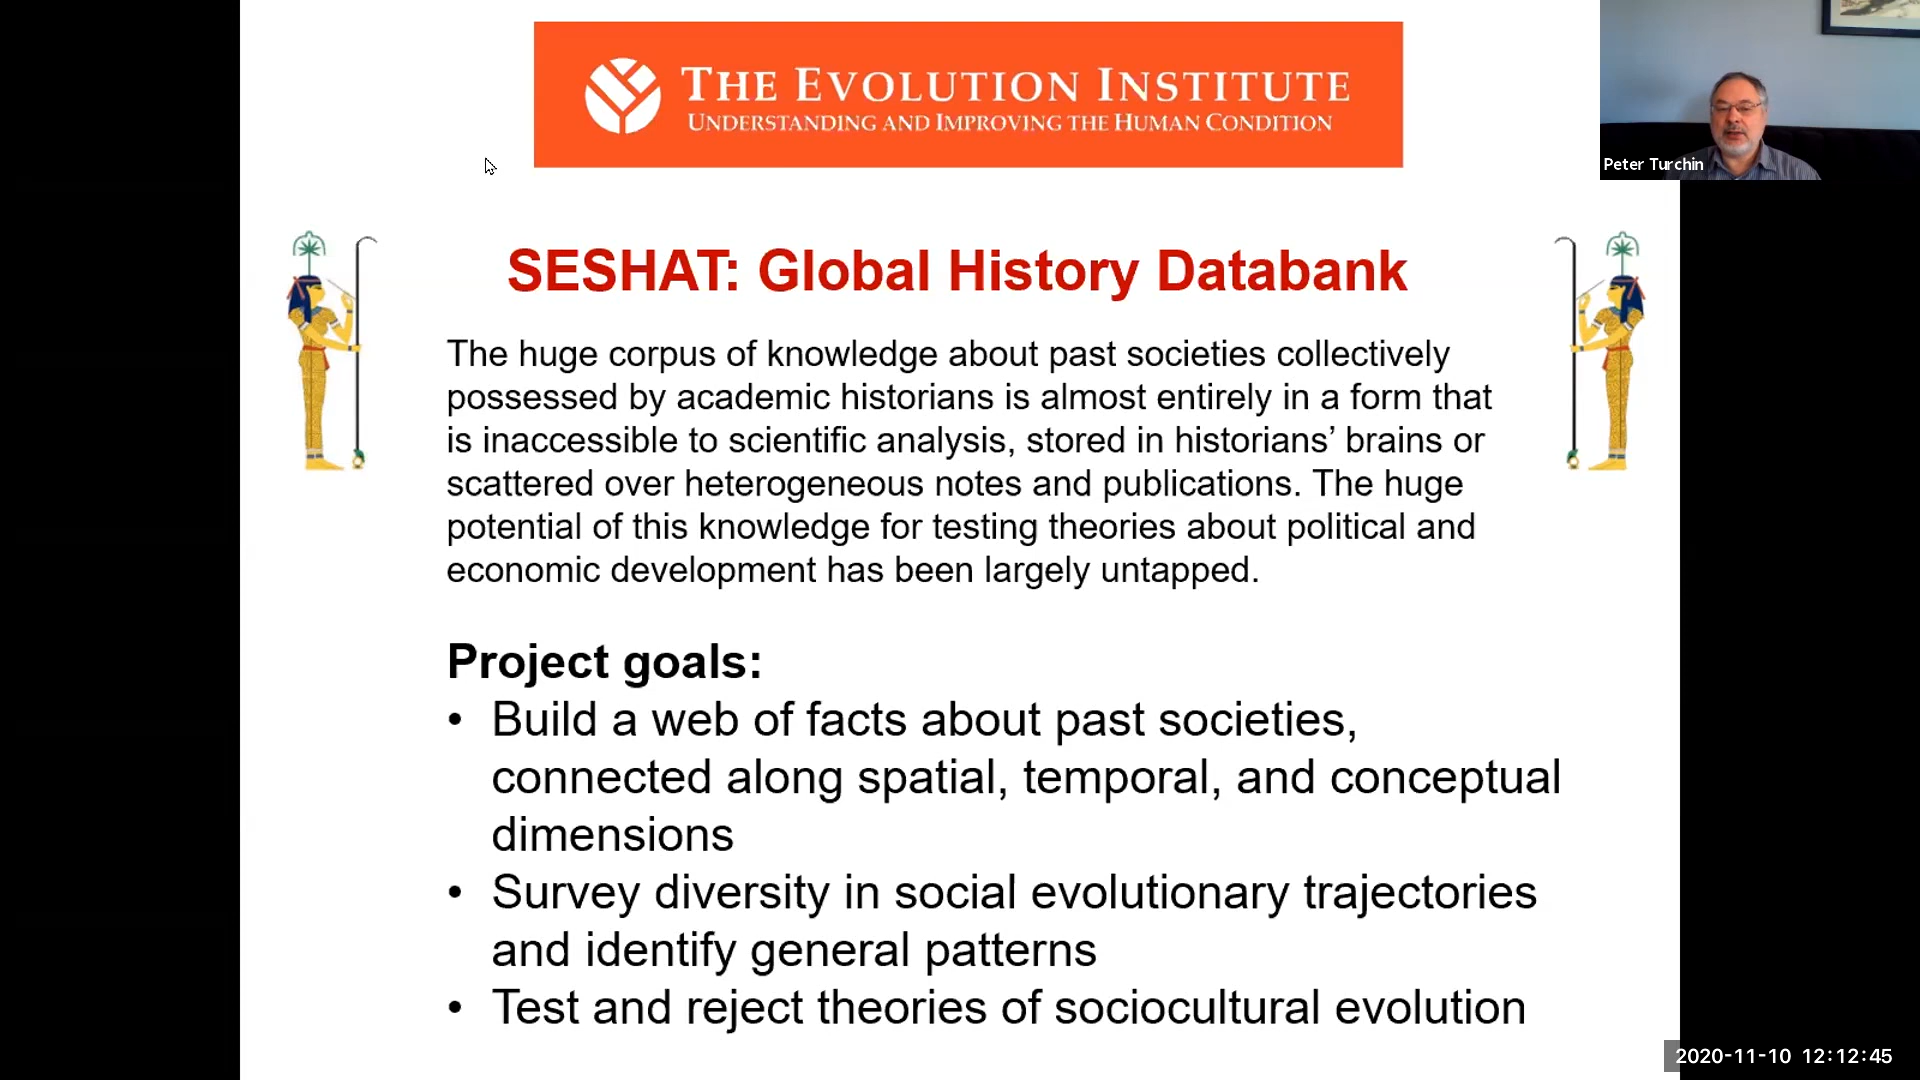 THE EVOLUTION INSTITUTE
UNDERSTANDING AND IMPROVING THE HUMAN CONDITION
Peter Turchin
SESHAT: Global History Databank
The huge corpus of knowledge about past societies collectively
possessed by academic historians is almost entirely in a form that
is inaccessible to scientific analysis, stored in historians’ brains or
scattered over heterogeneous notes and publications. The huge
potential of this knowledge for testing theories about political and
economic development has been largely untapped.
Project goals:
• Build a web of facts about past societies,
connected along spatial, temporal, and conceptual
dimensions
• Survey diversity in social evolutionary trajectories
and identify general patterns
• Test and reject theories of sociocultural evolution
2020-11-10 12:12:45